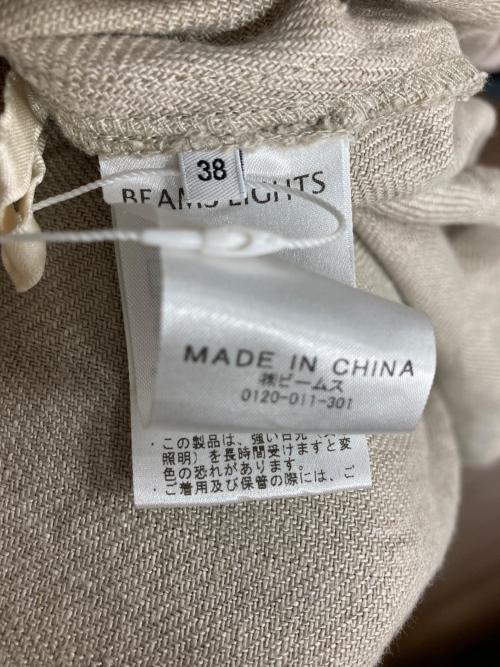 38
BEAMS LIGHTS
MADE IN CHINA
㈱ビームス
0120-011-301
・この製品は、強い日光
照明）を長時間受けますと変
色の恐れがあります。
・ご着用及び保管の際には、ご